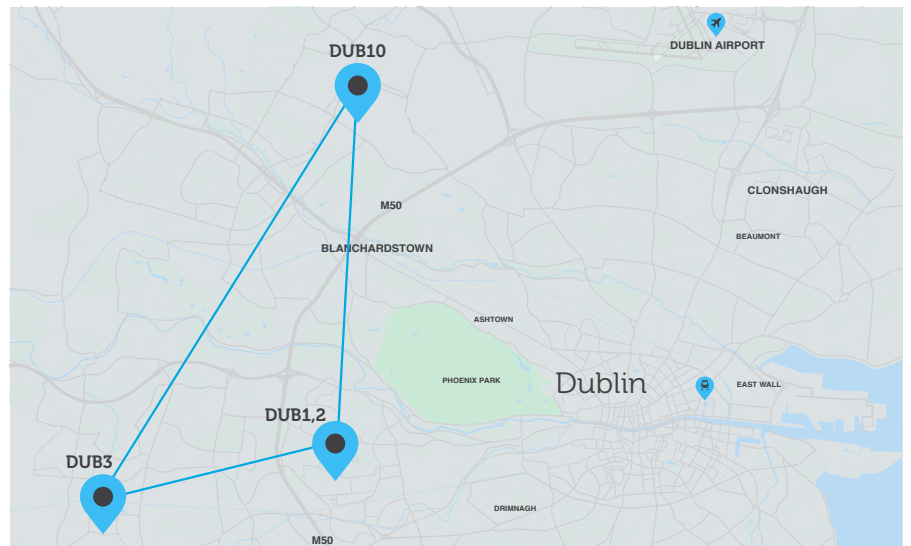 DUB10
DUBLIN AIRPORT
CLONSHAUGH
M50
BEAUMONT
BLANCHARDSTOWN
ASHTOWN
PHOENIX PARK
Dublin
EAST WALL
DUB1,2
DUB3
DRIMNAGH
M50